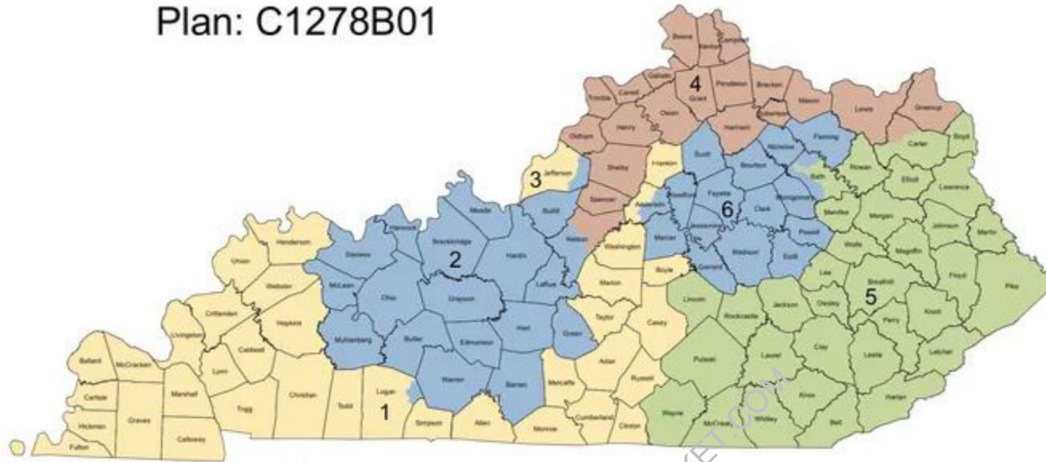 Plan: C1278B01
Boone
Kenton
Campbell
Gallatin
Pendleton
Bracken
Carroll
Trimble
4
Grant
Owen
Mason
Lewis
Greenup
Robertson
Henry
Harrison
Oldham
Boyd
Carter
Fleming
Nicholas
Scott
Shelby
Franklin
Bourbon
Rowan
Elliott
3
Jefferson
Bath
Lawrence
Anderson
Woodford
Fayette
Montgomery
Spencer
6
Clark
Menifee
Morgan
Johnson
Martin
Bullitt
Meade
Jessamine
Powell
Nelson
Mercer
Washington
Madison
Estill
Wolfe
Magoffin
Henderson
Hancock
Breckinridge
Hardin
Daviess
2
Union
Garrard
Boyle
Lee
Floyd
Pike
Webster
McLean
Larue
Marion
Breathitt
5
Ohio
Grayson
Lincoln
Jackson
Owsley
Perry
Knott
Crittenden
Hopkins
Rockcastle
Livingston
Muhlenberg
Butler
Edmonson
Hart
Green
Taylor
Casey
Clay
Leslie
Letcher
Caldwell
Adair
Pulaski
Laurel
Ballard
McCracken
Lyon
Warren
Barren
Metcalfe
Russell
Harlan
Marshall
Christian
Todd
Logan
Knox
Carlisle
Trigg
Wayne
McCreary
Whitley
Bell
Hickman
Graves
Calloway
1
Simpson
Allen
Monroe
Cumberland
Clinton
Fulton